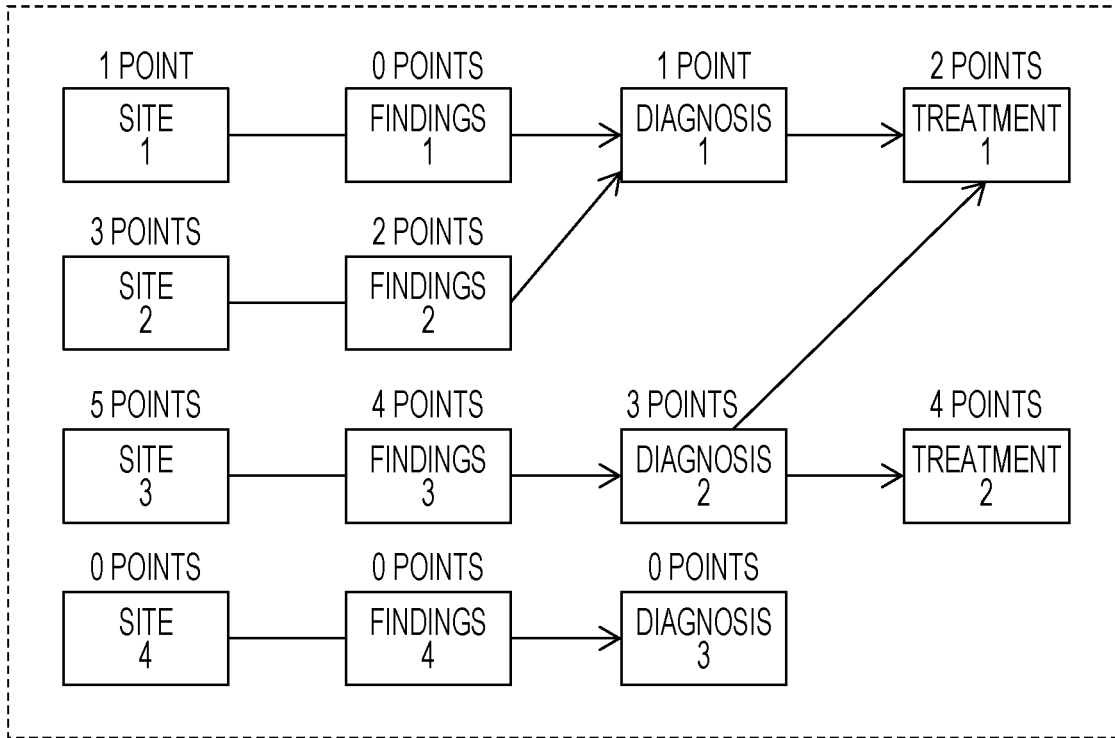 1 POINT
0 POINTS
1 POINT
2 POINTS
SITE
1
FINDINGS
1
DIAGNOSIS
1
TREATMENT
1
3 POINTS
2 POINTS
SITE
2
FINDINGS
2
5 POINTS
4 POINTS
3 POINTS
4 POINTS
SITE
3
FINDINGS
3
DIAGNOSIS
2
TREATMENT
2
0 POINTS
0 POINTS
0 POINTS
SITE
4
FINDINGS
4
DIAGNOSIS
3